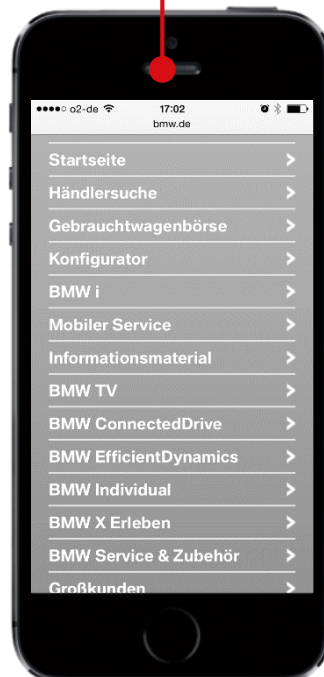 o2-de 17:02
bmw.de
Startseite
Händlersuche
Gebrauchtwagenbörse
Konfigurator
BMW i
Mobiler Service
Informationsmaterial
BMW TV
BMW ConnectedDrive
BMW EfficientDynamics
BMW Individual
BMW X Erleben
BMW Service & Zubehör
Großkunden